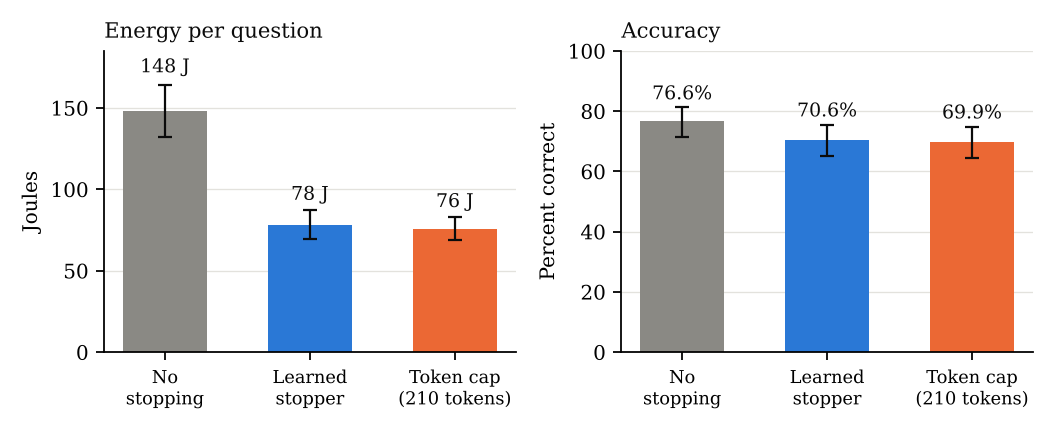 Energy per question
Joules
150
100
50
0
148 J
78 J
76 J
No
stopping
Learned
stopper
Token cap
(210 tokens)
Accuracy
Percent correct
100
80
60
40
20
0
76.6%
70.6%
69.9%
No
stopping
Learned
stopper
Token cap
(210 tokens)